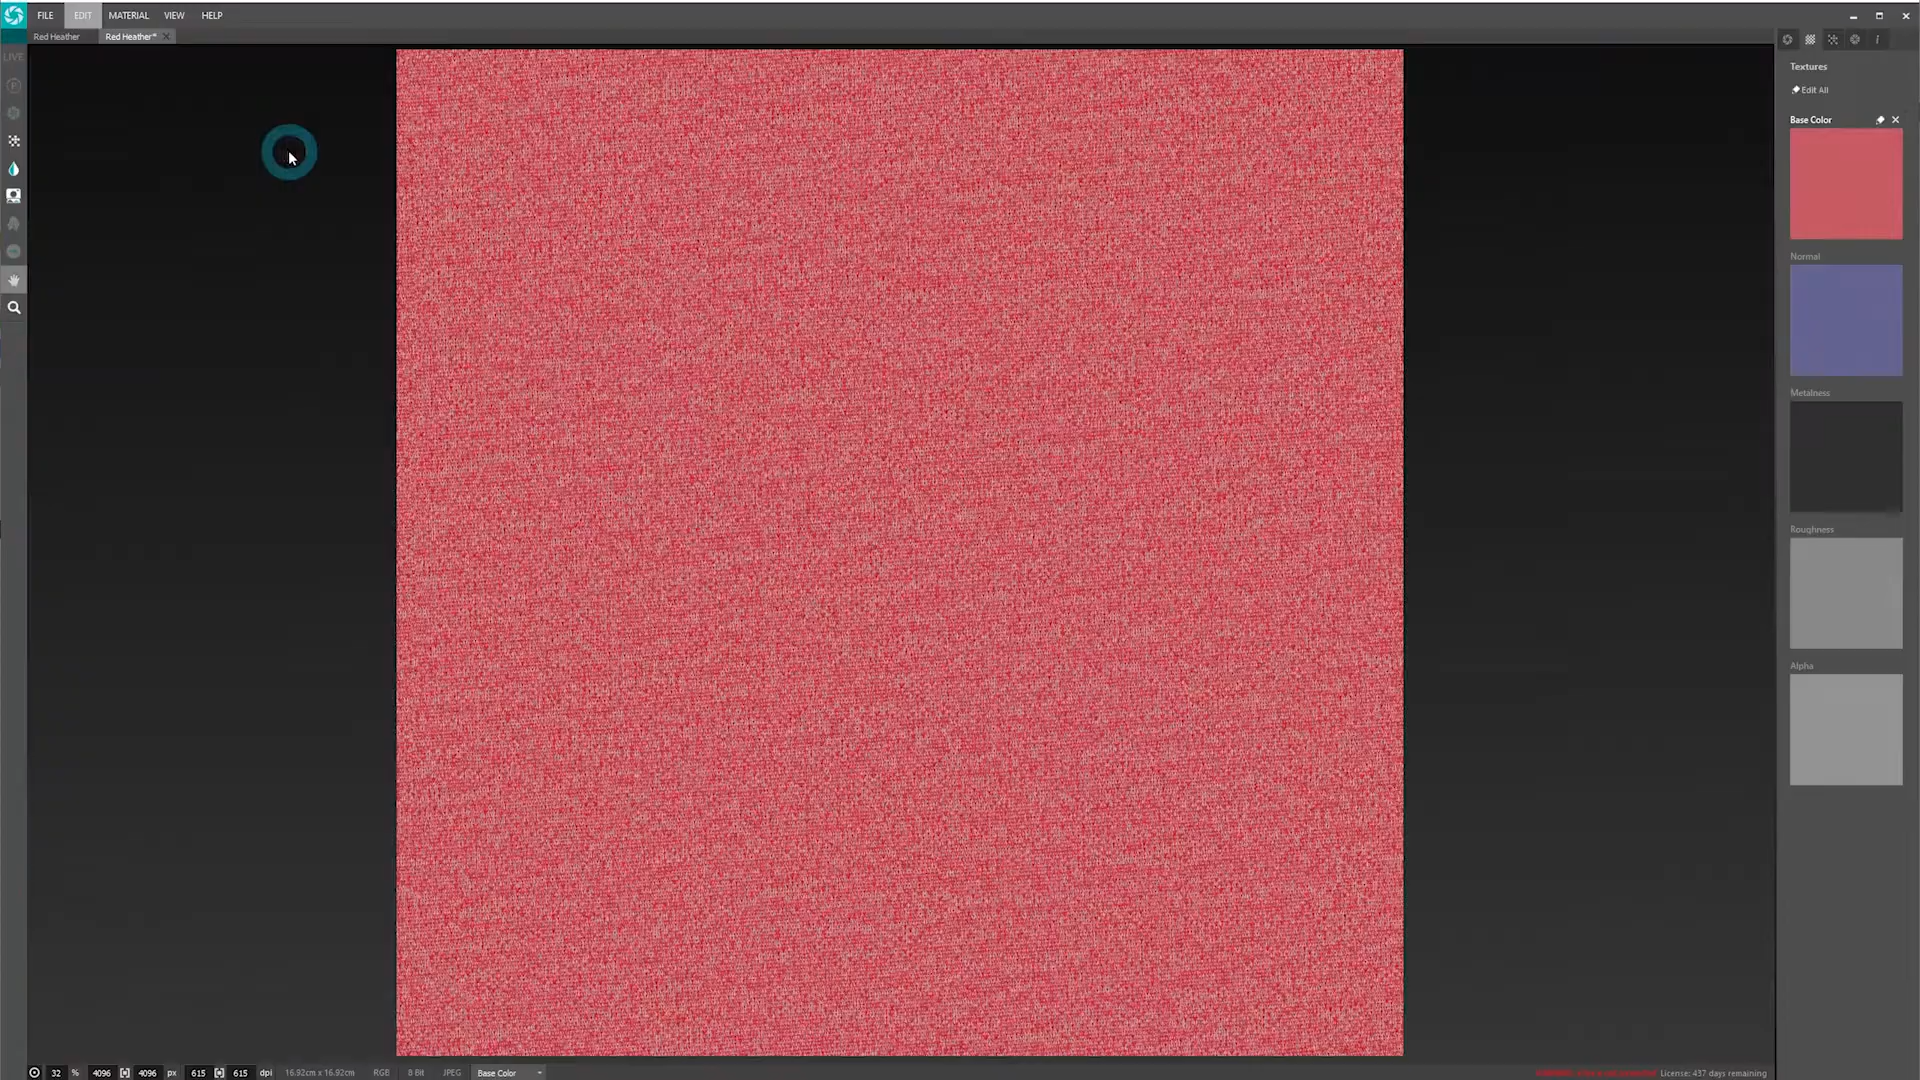 FILE EDIT MATERIAL VIEW HELP
Red Heather Red Heather*
LIVE
Textures
Edit All
Base Color
Normal
Metalness
Roughness
Alpha
32 % 4096 4096 px 615 615 dpi 16.92cm x 16.92cm RGB 8 Bit JPEG Base Color License: 437 days remaining